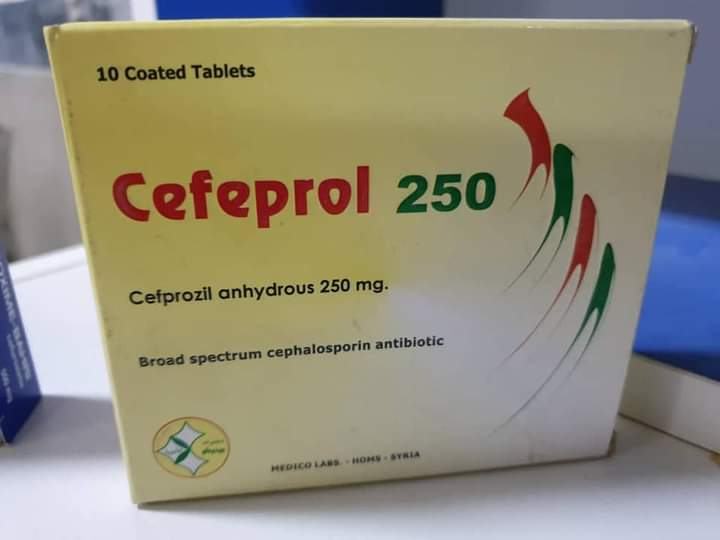 10 Coated Tablets
Cefeprol 250
Cefprozil anhydrous 250 mg.
Broad spectrum cephalosporin antibiotic
MEDICO LABS. - HOMS - SYRIA